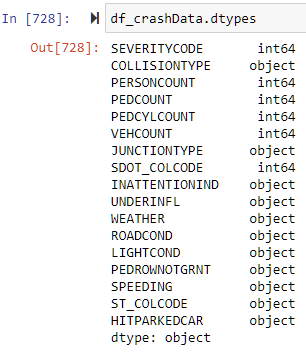 In [728]: df_crashData.dtypes
Out[728]: SEVERITYCODE int64
COLLISIONTYPE object
PERSONCOUNT int64
PEDCOUNT int64
PEDCYLCOUNT int64
VEHCOUNT int64
JUNCTIONTYPE object
SDOT_COLCODE int64
INATTENTIONIND object
UNDERINFL object
WEATHER object
ROADCOND object
LIGHTCOND object
PEDROWNOTGRNT object
SPEEDING object
ST_COLCODE object
HITPARKEDCAR object
dtype: object